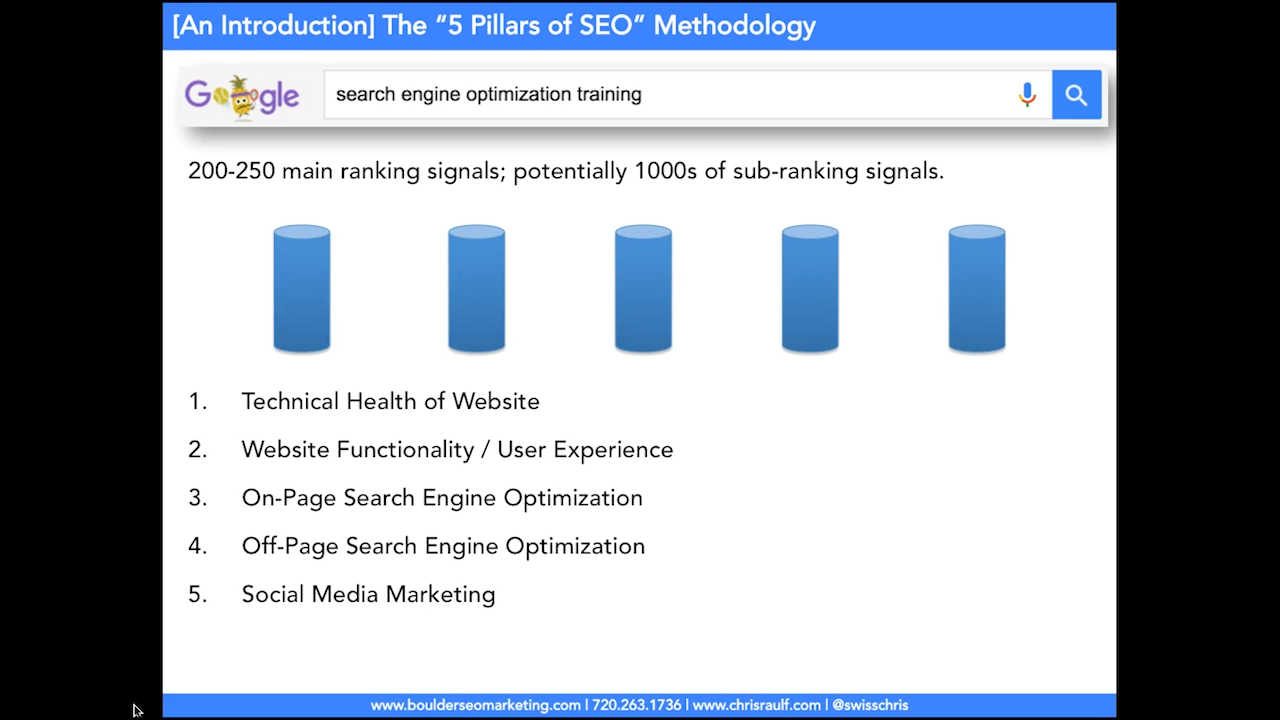 [An Introduction] The “5 Pillars of SEO” Methodology
Google
search engine optimization training
200-250 main ranking signals; potentially 1000s of sub-ranking signals.
1. Technical Health of Website
2. Website Functionality / User Experience
3. On-Page Search Engine Optimization
4. Off-Page Search Engine Optimization
5. Social Media Marketing
www.boulderseomarketing.com | 720.263.1736 | www.chrisraulf.com | @swisschris